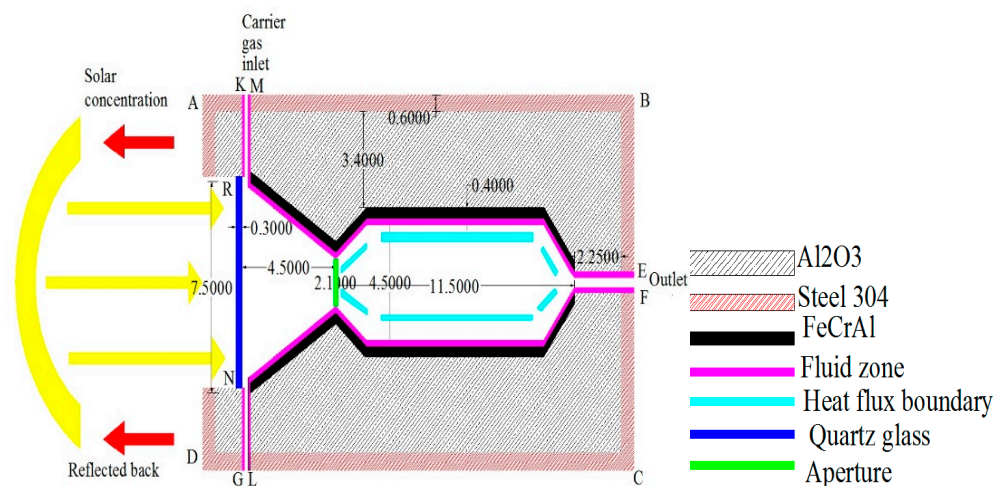 Carrier
gas
inlet
K M
Solar
concentration
A
B
0.6000
3.4000
0.4000
R
0.3000
4.5000
7.5000
2.1000
4.5000
11.5000
2.2500
E
Outlet
F
N
D
Reflected back
G L
C
Al2O3
Steel 304
FeCrAl
Fluid zone
Heat flux boundary
Quartz glass
Aperture